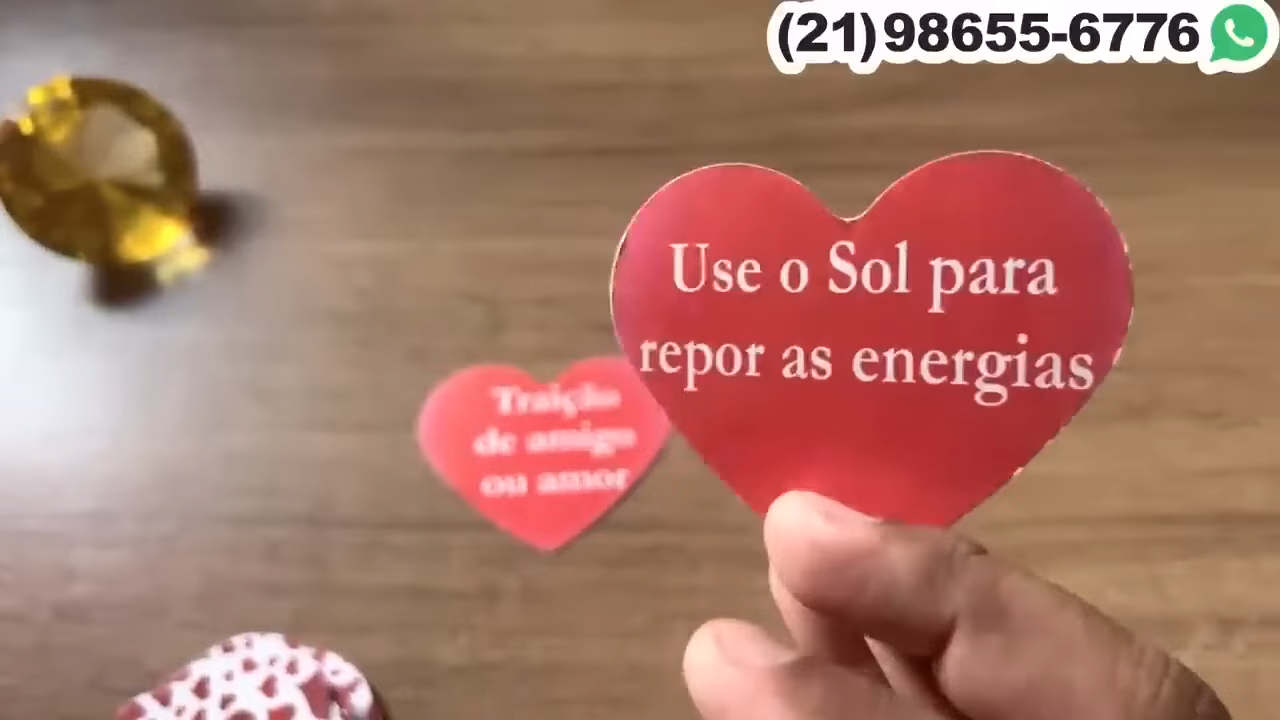 (21)98655-6776
Use o Sol para
repor as energias
Traição
de amigo
ou amor